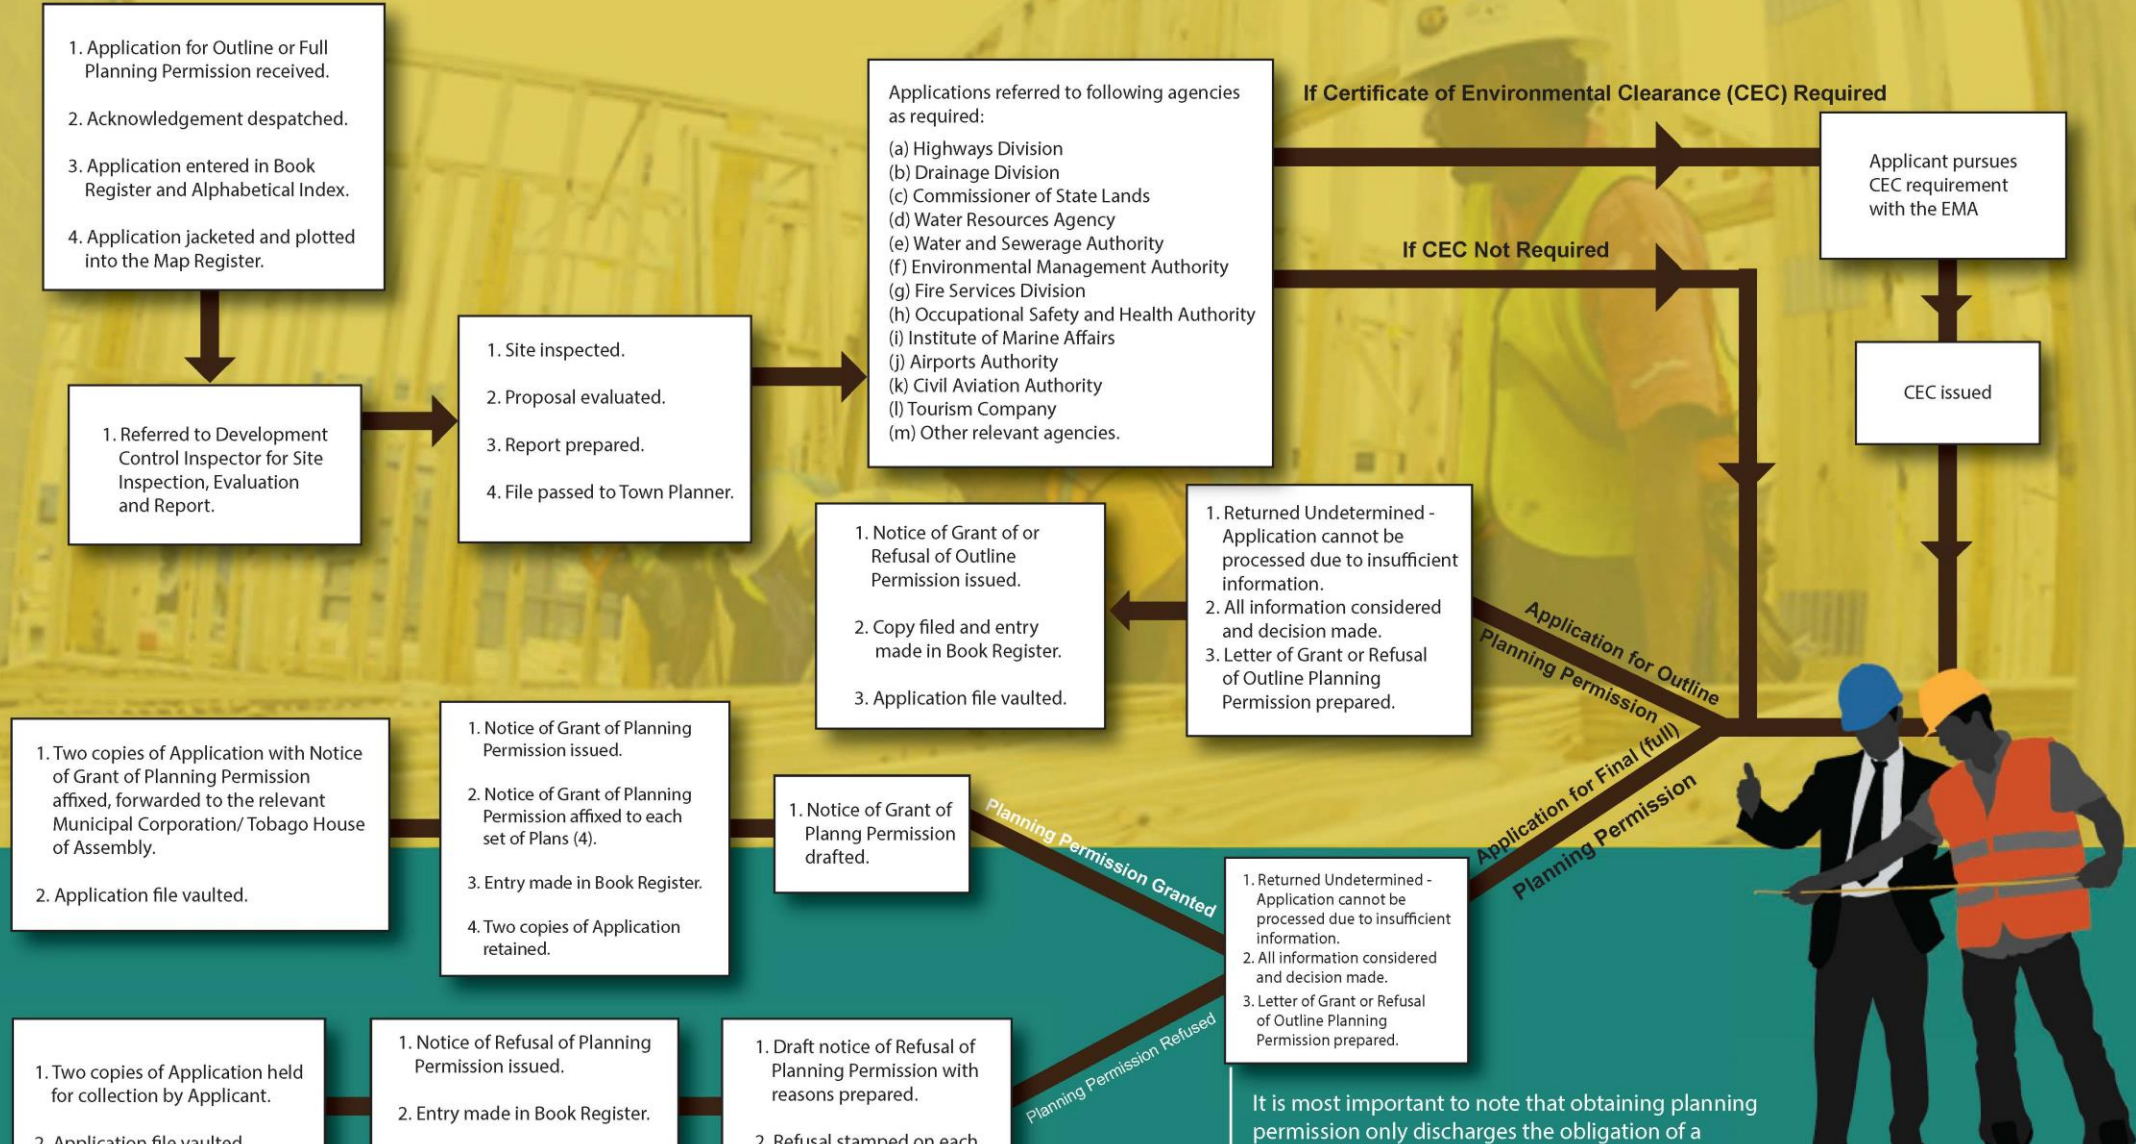 1. Application for Outline or Full
Planning Permission received.
2. Acknowledgement despatched.
3. Application entered in Book
Register and Alphabetical Index.
4. Application jacketed and plotted
into the Map Register.
1. Referred to Development
Control Inspector for Site
Inspection, Evaluation
and Report.
1. Site inspected.
2. Proposal evaluated.
3. Report prepared.
4. File passed to Town Planner.
Applications referred to following agencies
as required:
(a) Highways Division
(b) Drainage Division
(c) Commissioner of State Lands
(d) Water Resources Agency
(e) Water and Sewerage Authority
(f) Environmental Management Authority
(g) Fire Services Division
(h) Occupational Safety and Health Authority
(i) Institute of Marine Affairs
(j) Airports Authority
(k) Civil Aviation Authority
(l) Tourism Company
(m) Other relevant agencies.
If Certificate of Environmental Clearance (CEC) Required
If CEC Not Required
Applicant pursues
CEC requirement
with the EMA
CEC issued
Application for Outline
Planning Permission
1. Returned Undetermined -
Application cannot be
processed due to insufficient
information.
2. All information considered
and decision made.
3. Letter of Grant or Refusal
of Outline Planning
Permission prepared.
1. Notice of Grant of or
Refusal of Outline
Permission issued.
2. Copy filed and entry
made in Book Register.
3. Application file vaulted.
Application for Final (full)
Planning Permission
1. Returned Undetermined -
Application cannot be
processed due to insufficient
information.
2. All information considered
and decision made.
3. Letter of Grant or Refusal
of Outline Planning
Permission prepared.
Planning Permission Granted
1. Notice of Grant of
Planng Permission
drafted.
1. Notice of Grant of Planning
Permission issued.
2. Notice of Grant of Planning
Permission affixed to each
set of Plans (4).
3. Entry made in Book Register.
4. Two copies of Application
retained.
1. Two copies of Application with Notice
of Grant of Planning Permission
affixed, forwarded to the relevant
Municipal Corporation/ Tobago House
of Assembly.
2. Application file vaulted.
Planning Permission Refused
1. Draft notice of Refusal of
Planning Permission with
reasons prepared.
2. Refusal stamped on each
1. Notice of Refusal of Planning
Permission issued.
2. Entry made in Book Register.
1. Two copies of Application held
for collection by Applicant.
2. Application file vaulted
It is most important to note that obtaining planning
permission only discharges the obligation of a